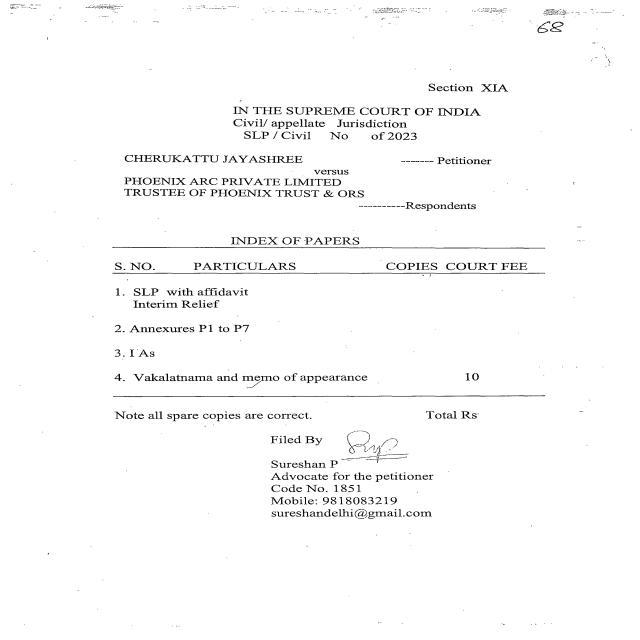 68
Section XIA
IN THE SUPREME COURT OF INDIA
Civil/ appellate Jurisdiction
SLP / Civil No of 2023
CHERUKATTU JAYASHREE ------- Petitioner
versus
PHOENIX ARC PRIVATE LIMITED
TRUSTEE OF PHOENIX TRUST & ORS
----------Respondents
INDEX OF PAPERS
S. NO. PARTICULARS COPIES COURT FEE
1. SLP with affidavit
Interim Relief
2. Annexures P1 to P7
3. I As
4. Vakalatnama and memo of appearance 10
Note all spare copies are correct. Total Rs
Filed By
Sureshan P
Advocate for the petitioner
Code No. 1851
Mobile: 9818083219
sureshandelhi@gmail.com